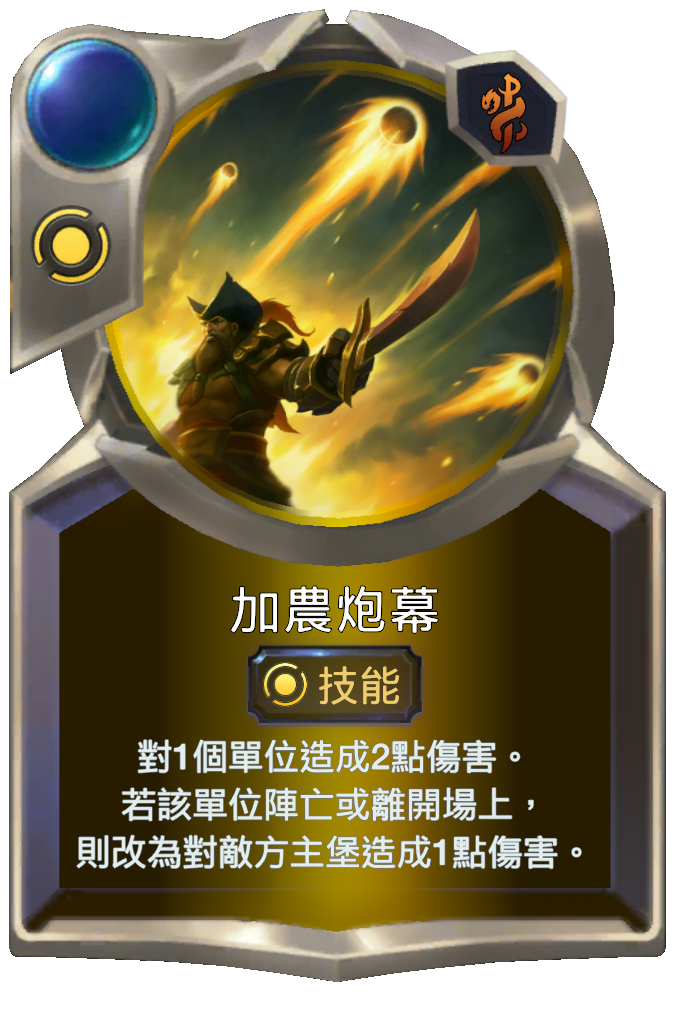 加農炮幕
技能
對1個單位造成2點傷害。
若該單位陣亡或離開場上，
則改為對敵方主堡造成1點傷害。